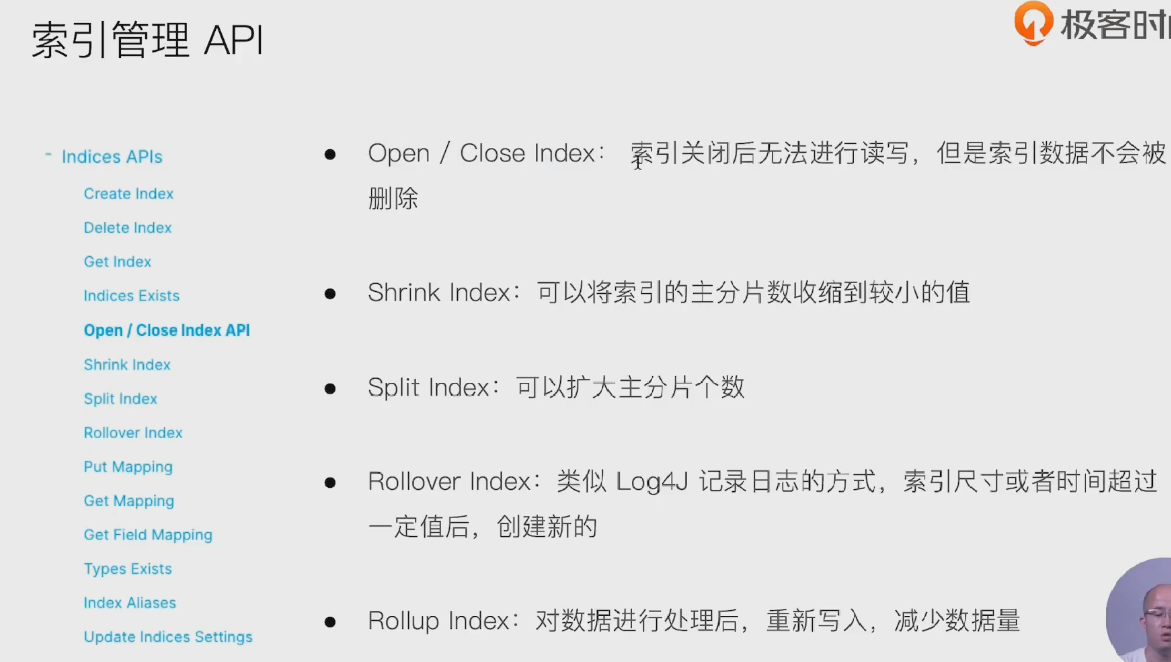 索引管理 API
极客时
Indices APIs
Create Index
Delete Index
Get Index
Indices Exists
Open / Close Index API
Shrink Index
Split Index
Rollover Index
Put Mapping
Get Mapping
Get Field Mapping
Types Exists
Index Aliases
Update Indices Settings
● Open / Close Index: 索引关闭后无法进行读写，但是索引数据不会被
删除
● Shrink Index：可以将索引的主分片数收缩到较小的值
● Split Index：可以扩大主分片个数
● Rollover Index：类似 Log4J 记录日志的方式，索引尺寸或者时间超过
一定值后，创建新的
● Rollup Index：对数据进行处理后，重新写入，减少数据量